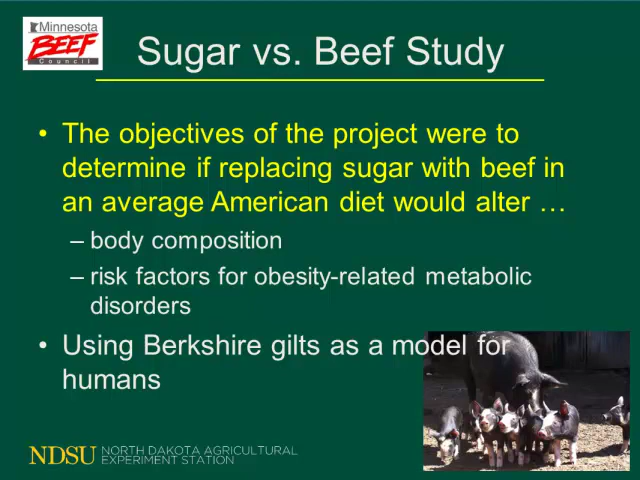 Minnesota
BEEF
Council
Sugar vs. Beef Study
• The objectives of the project were to
determine if replacing sugar with beef in
an average American diet would alter …
– body composition
– risk factors for obesity-related metabolic
disorders
• Using Berkshire gilts as a model for
humans
NDSU NORTH DAKOTA AGRICULTURAL
EXPERIMENT STATION